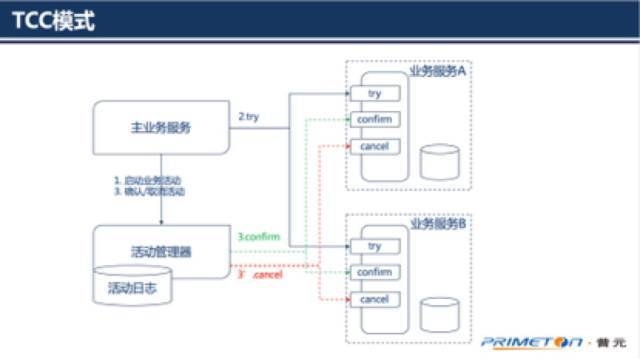 TCC模式
业务服务A
主业务服务
2.try
try
confirm
cancel
1. 启动业务活动
3. 确认/取消活动
活动管理器
活动日志
3.confirm
3'.cancel
业务服务B
try
confirm
cancel
PRIMETON·普元